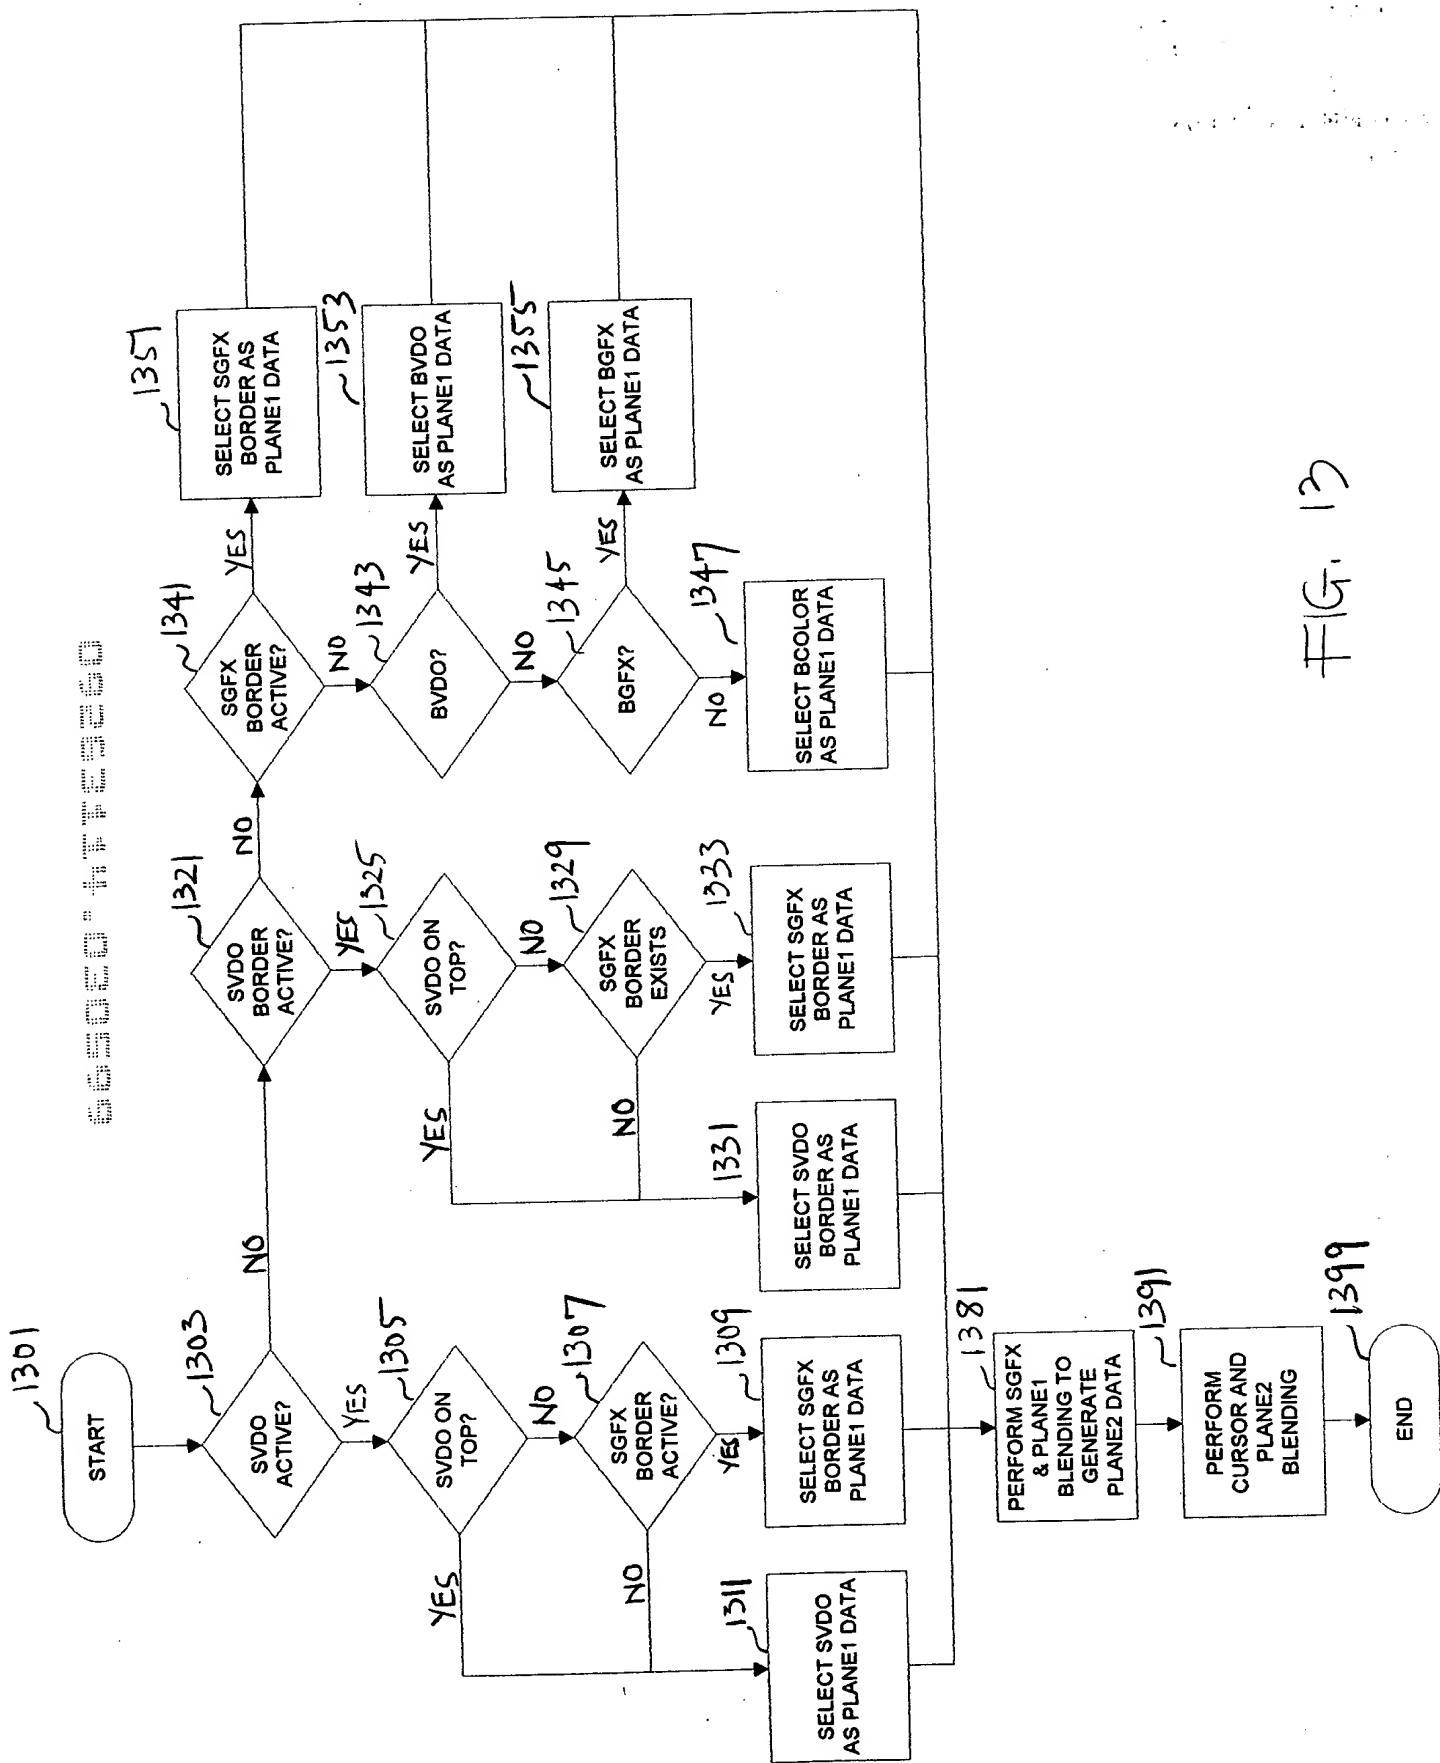 1301
START
1303
SVDO
ACTIVE?
NO
YES
1305
SVDO ON
TOP?
YES
NO
1307
SGFX
BORDER
ACTIVE?
NO
YES
1311
SELECT SVDO
AS PLANE1 DATA
1309
SELECT SGFX
BORDER AS
PLANE1 DATA
1321
SVDO
BORDER
ACTIVE?
NO
YES
1325
SVDO ON
TOP?
YES
NO
1329
SGFX
BORDER
EXISTS
NO
YES
1331
SELECT SVDO
BORDER AS
PLANE1 DATA
1333
SELECT SGFX
BORDER AS
PLANE1 DATA
1341
SGFX
BORDER
ACTIVE?
YES
NO
1351
SELECT SGFX
BORDER AS
PLANE1 DATA
1343
BVDO?
YES
NO
1353
SELECT BVDO
AS PLANE1 DATA
1345
BGFX?
YES
NO
1355
SELECT BGFX
AS PLANE1 DATA
1347
SELECT BCOLOR
AS PLANE1 DATA
1381
PERFORM SGFX
& PLANE1
BLENDING TO
GENERATE
PLANE2 DATA
1391
PERFORM
CURSOR AND
PLANE2
BLENDING
1399
END
FIG. 13